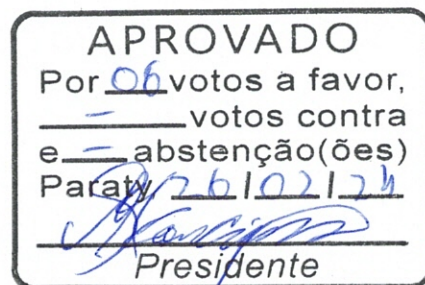 APROVADO
Por 06 votos a favor,
- votos contra
e - abstenção(ões)
Paraty, 26/02/24
Presidente